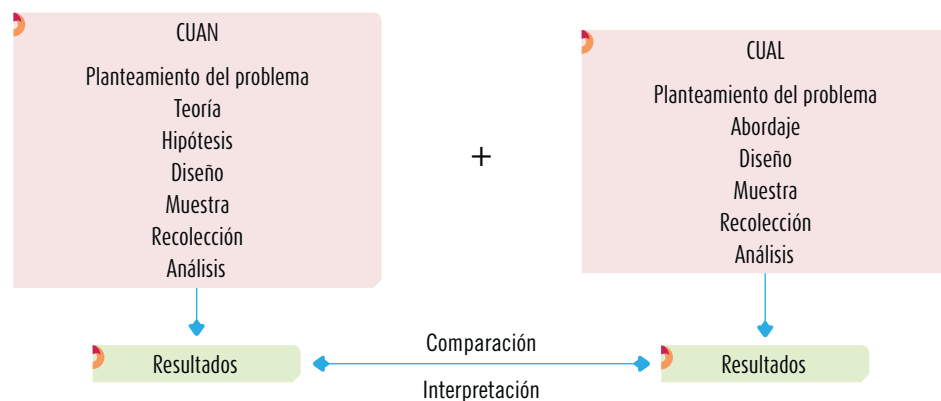 CUAN
Planteamiento del problema
Teoría
Hipótesis
Diseño
Muestra
Recolección
Análisis
+
CUAL
Planteamiento del problema
Abordaje
Diseño
Muestra
Recolección
Análisis
Resultados
Comparación
Interpretación
Resultados